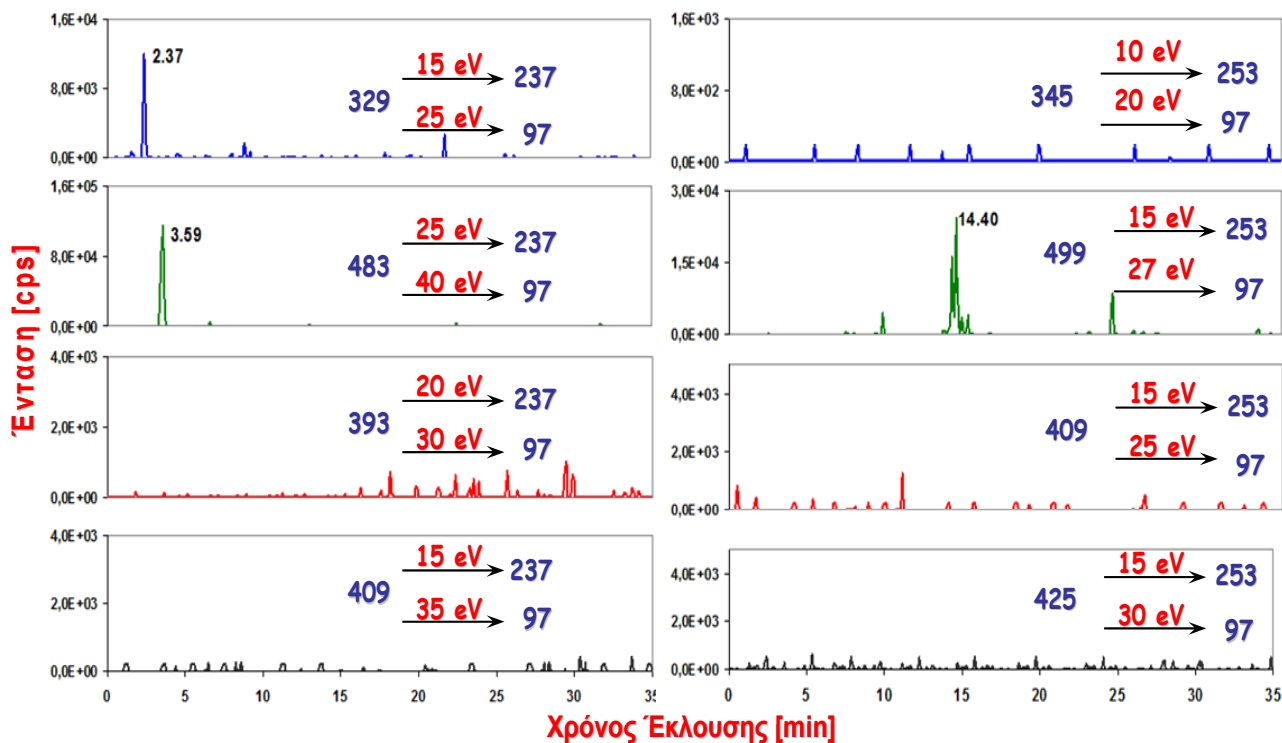 1,6E+04
8,0E+03
0,0E+00
2.37
329
15 eV
237
25 eV
97
1,6E+03
8,0E+02
0,0E+00
345
10 eV
253
20 eV
97
1,6E+05
8,0E+04
0,0E+00
3.59
483
25 eV
237
40 eV
97
3,0E+04
1,5E+04
0,0E+00
14.40
499
15 eV
253
27 eV
97
4,0E+03
2,0E+03
0,0E+00
393
20 eV
237
30 eV
97
4,0E+03
2,0E+03
0,0E+00
409
15 eV
253
25 eV
97
4,0E+03
2,0E+03
0,0E+00
409
15 eV
237
35 eV
97
4,0E+03
2,0E+03
0,0E+00
425
15 eV
253
30 eV
97
0 5 10 15 20 25 30 35
0 5 10 15 20 25 30 35
Ένταση [cps]
Χρόνος Έκλουσης [min]